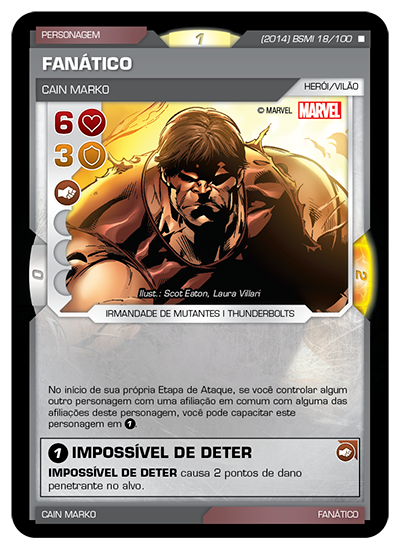 PERSONAGEM
1
(2014) BSMI 18/100
FANÁTICO
CAIN MARKO
HERÓI/VILÃO
6
© MARVEL MARVEL
3
0
2
Illust.: Scot Eaton, Laura Villari
IRMANDADE DE MUTANTES | THUNDERBOLTS
No início de sua própria Etapa de Ataque, se você controlar algum
outro personagem com uma afiliação em comum com alguma das
afiliações deste personagem, você pode capacitar este
personagem em 1.
1 IMPOSSÍVEL DE DETER
IMPOSSÍVEL DE DETER causa 2 pontos de dano
penetrante no alvo.
CAIN MARKO
FANÁTICO